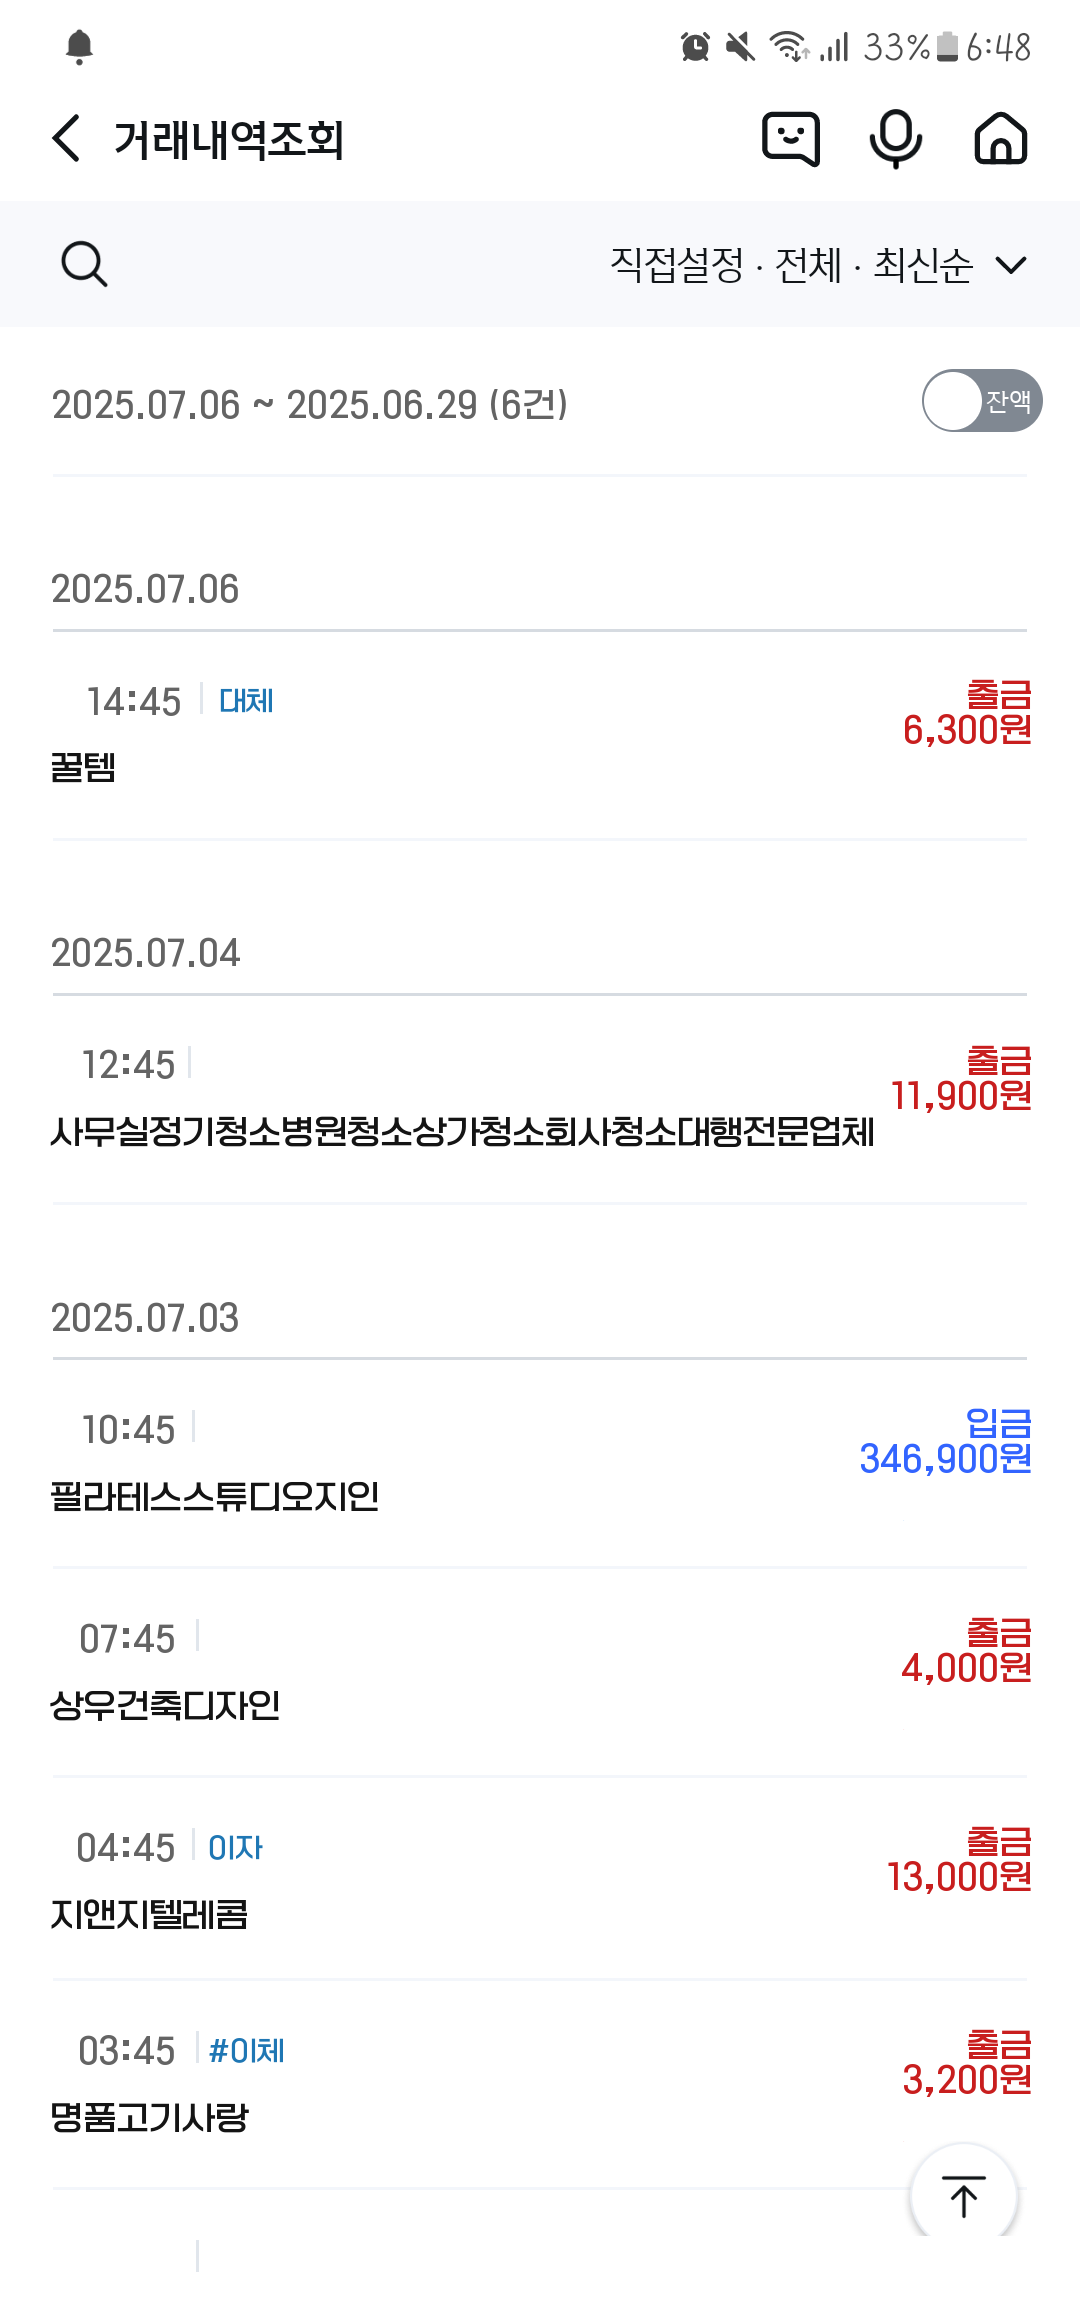 33% 6:48
거래내역조회
직접설정 · 전체 · 최신순
2025.07.06 ~ 2025.06.29 (6건)
잔액
2025.07.06
14:45 대체
출금
6,300원
꿀템
2025.07.04
12:45
출금
11,900원
사무실정기청소병원청소상가청소회사청소대행전문업체
2025.07.03
10:45
입금
346,900원
필라테스스튜디오지인
07:45
출금
4,000원
상우건축디자인
04:45 이자
출금
13,000원
지앤지텔레콤
03:45 #이체
출금
3,200원
명품고기사랑